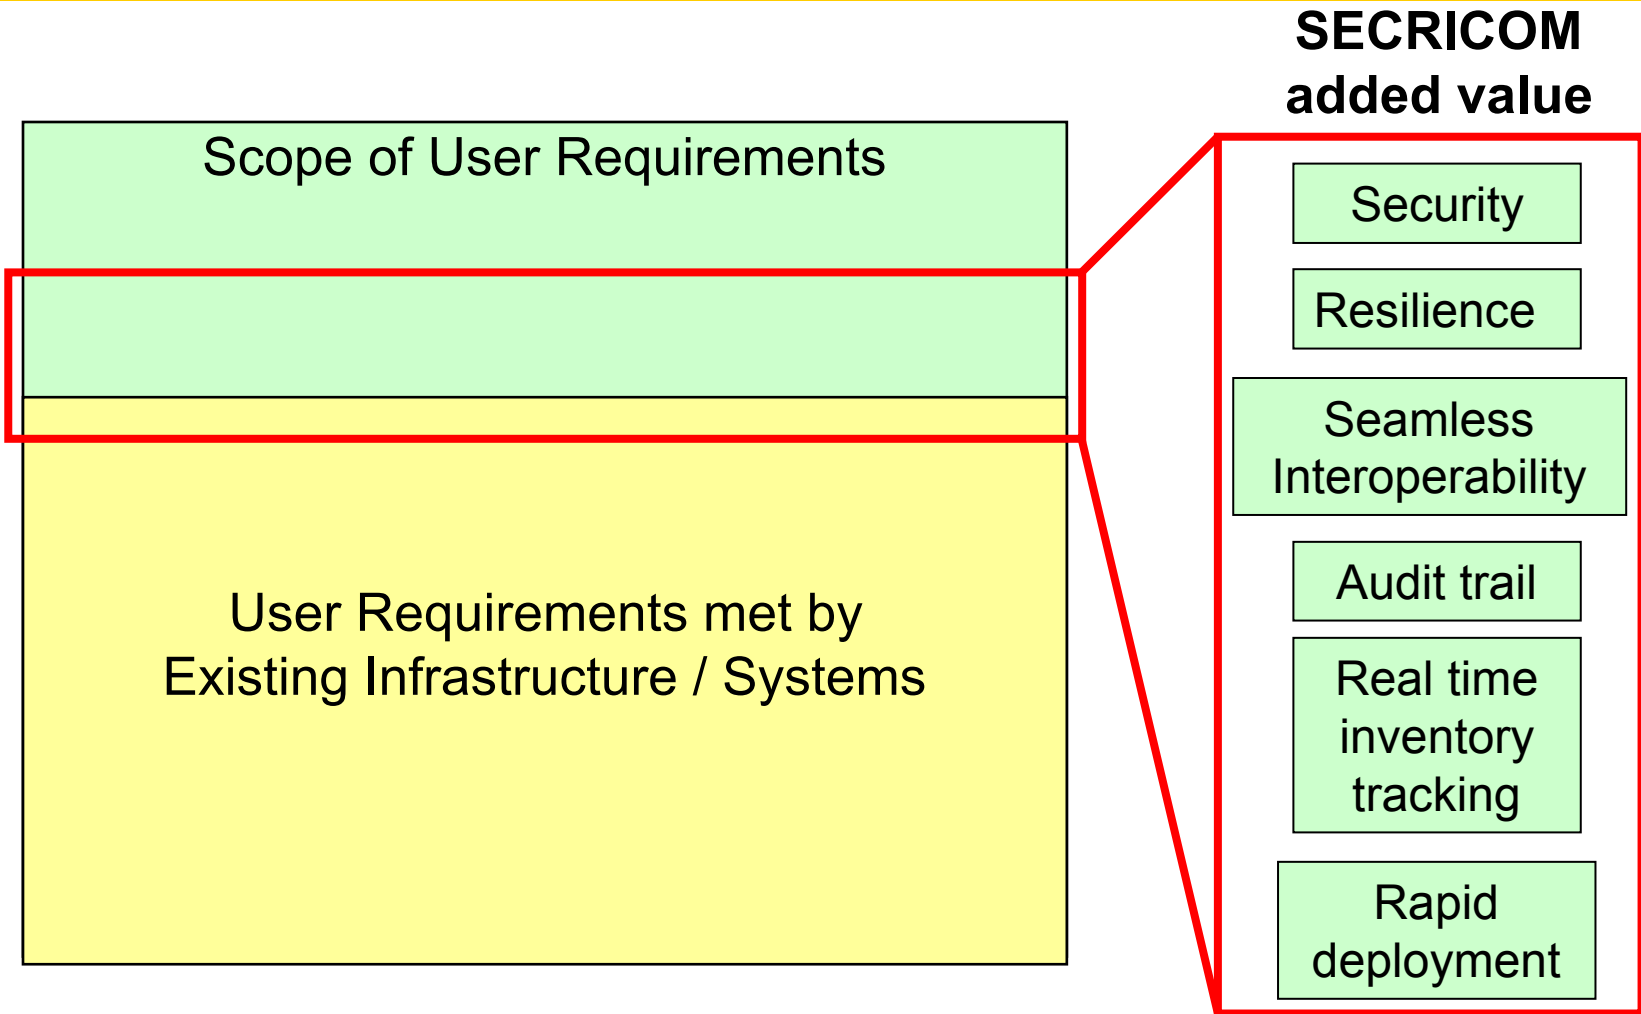 SECRICOM
added value
Scope of User Requirements
User Requirements met by
Existing Infrastructure / Systems
Security
Resilience
Seamless
Interoperability
Audit trail
Real time
inventory
tracking
Rapid
deployment